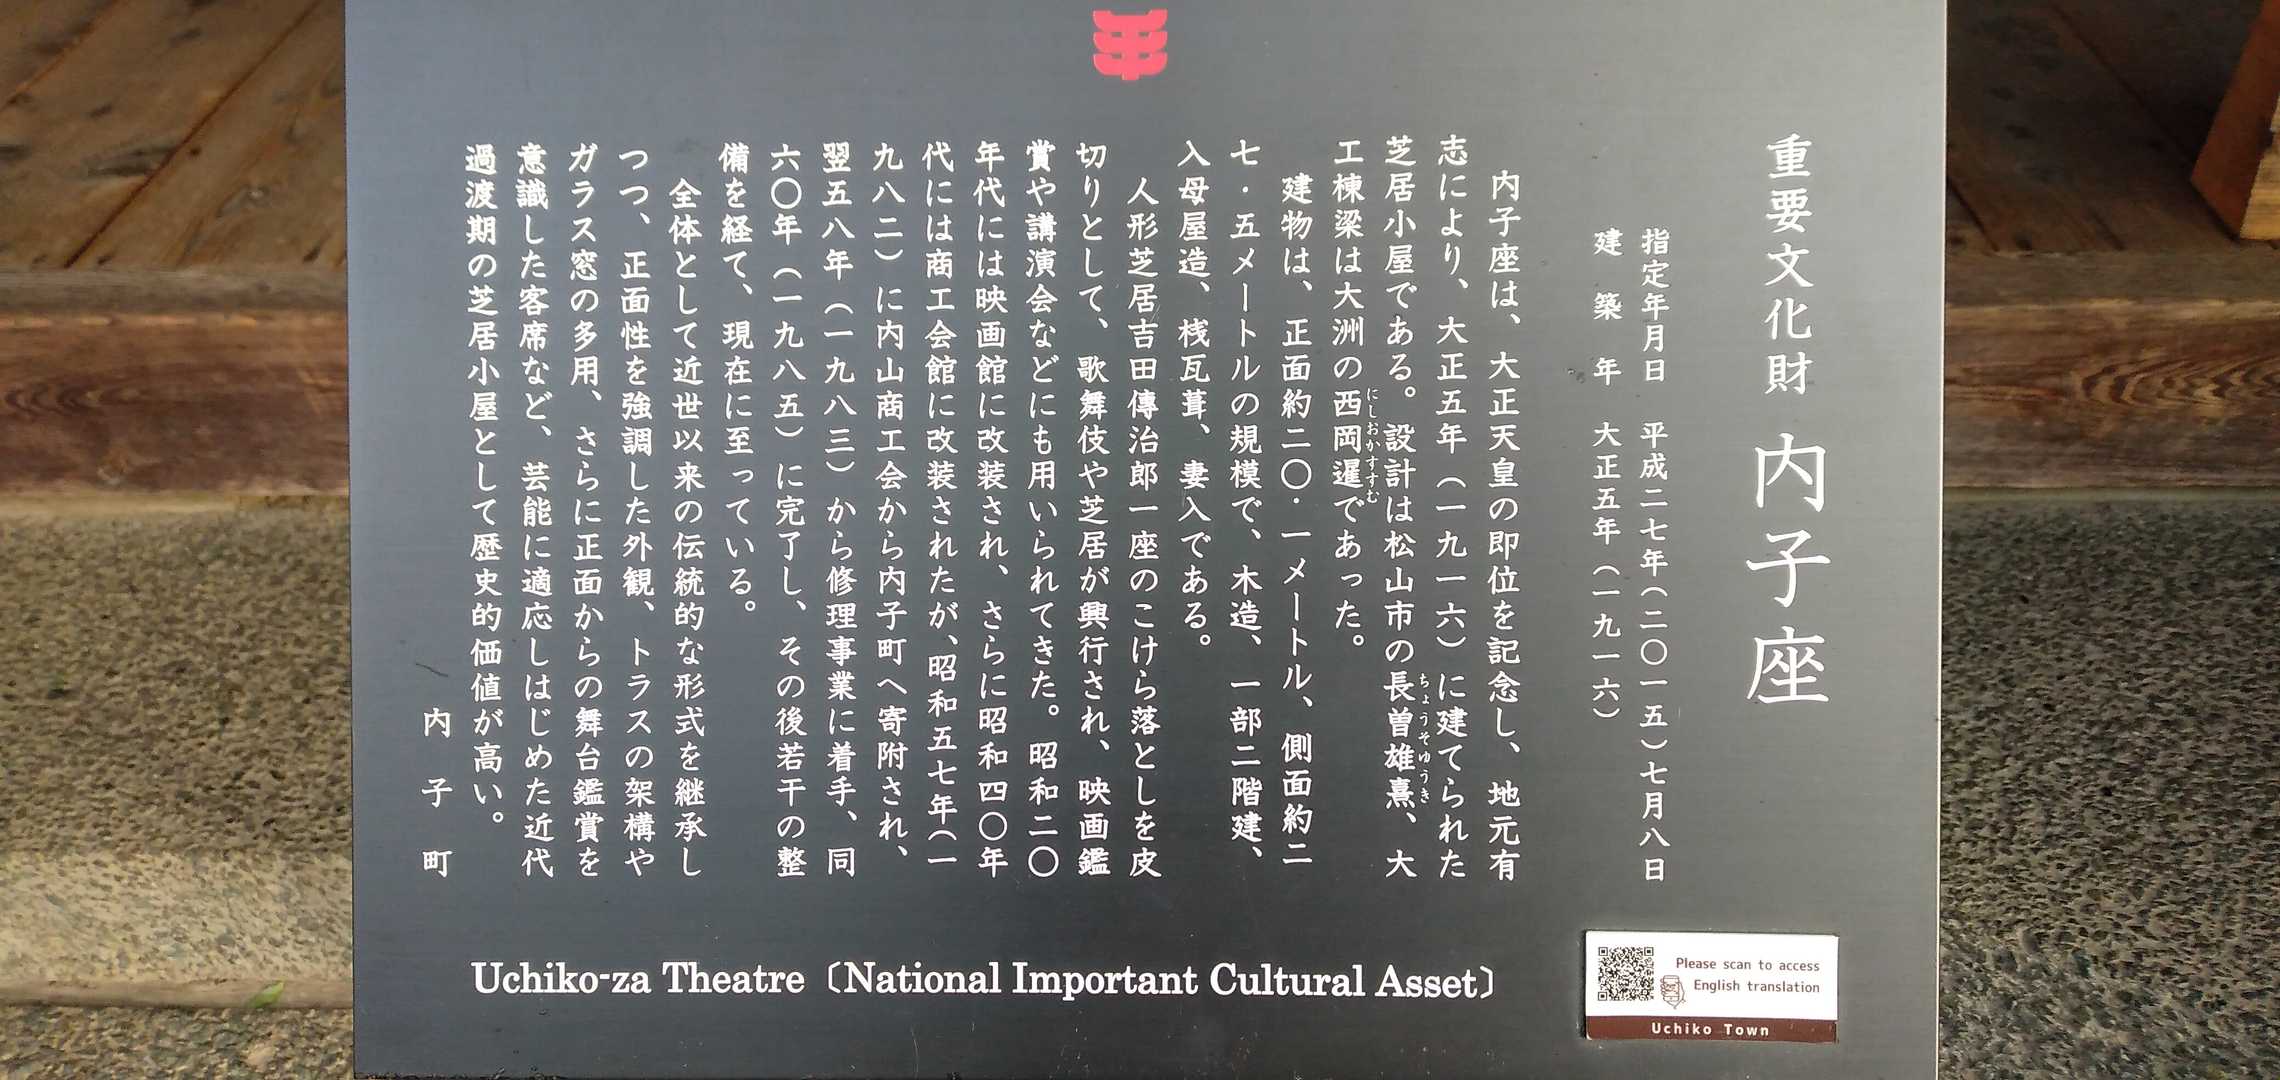 重要文化財 内子座
指定年月日 平成二七年（二〇一五）七月八日
建築年 大正五年（一九一六）
内子座は、大正天皇の即位を記念し、地元有
志により、大正五年（一九一六）に建てられた
芝居小屋である。設計は松山市の長曽雄熹、大
ちょうそゆうき
工棟梁は大洲の西岡暹であった。
にしおかすすむ
建物は、正面約二〇・一メートル、側面約二
七・五メートルの規模で、木造、一部二階建、
入母屋造、桟瓦葺、妻入である。
人形芝居吉田傳治郎一座のこけら落としを皮
切りとして、歌舞伎や芝居が興行され、映画鑑
賞や講演会などにも用いられてきた。昭和二〇
年代には映画館に改装され、さらに昭和四〇年
代には商工会館に改装されたが、昭和五七年（一
九八二）に内山商工会から内子町へ寄附され、
翌五八年（一九八三）から修理事業に着手、同
六〇年（一九八五）に完了し、その後若干の整
備を経て、現在に至っている。
全体として近世以来の伝統的な形式を継承し
つつ、正面性を強調した外観、トラスの架構や
ガラス窓の多用、さらに正面からの舞台鑑賞を
意識した客席など、芸能に適応しはじめた近代
過渡期の芝居小屋として歴史的価値が高い。
内子町
Uchiko-za Theatre〔National Important Cultural Asset〕
Please scan to access
English translation
Uchiko Town